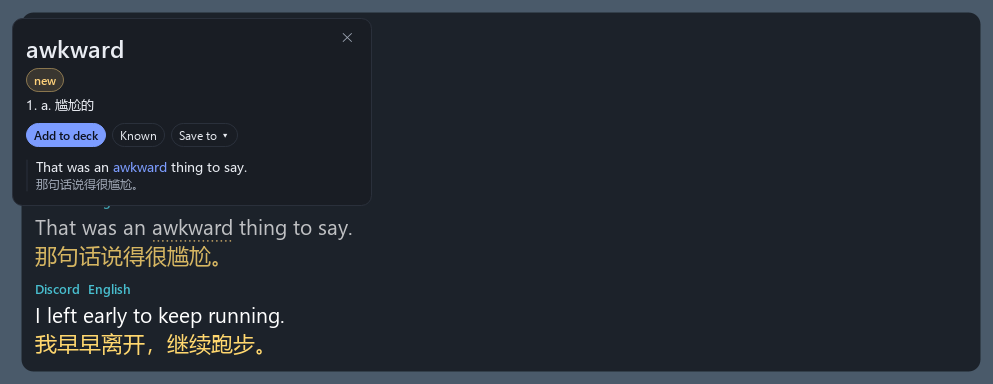 awkward
new
1. a. 尴尬的
Add to deck Known Save to ▾
That was an awkward thing to say.
那句话说得很尴尬。
That was an awkward thing to say.
那句话说得很尴尬。
Discord English
I left early to keep running.
我早早离开，继续跑步。